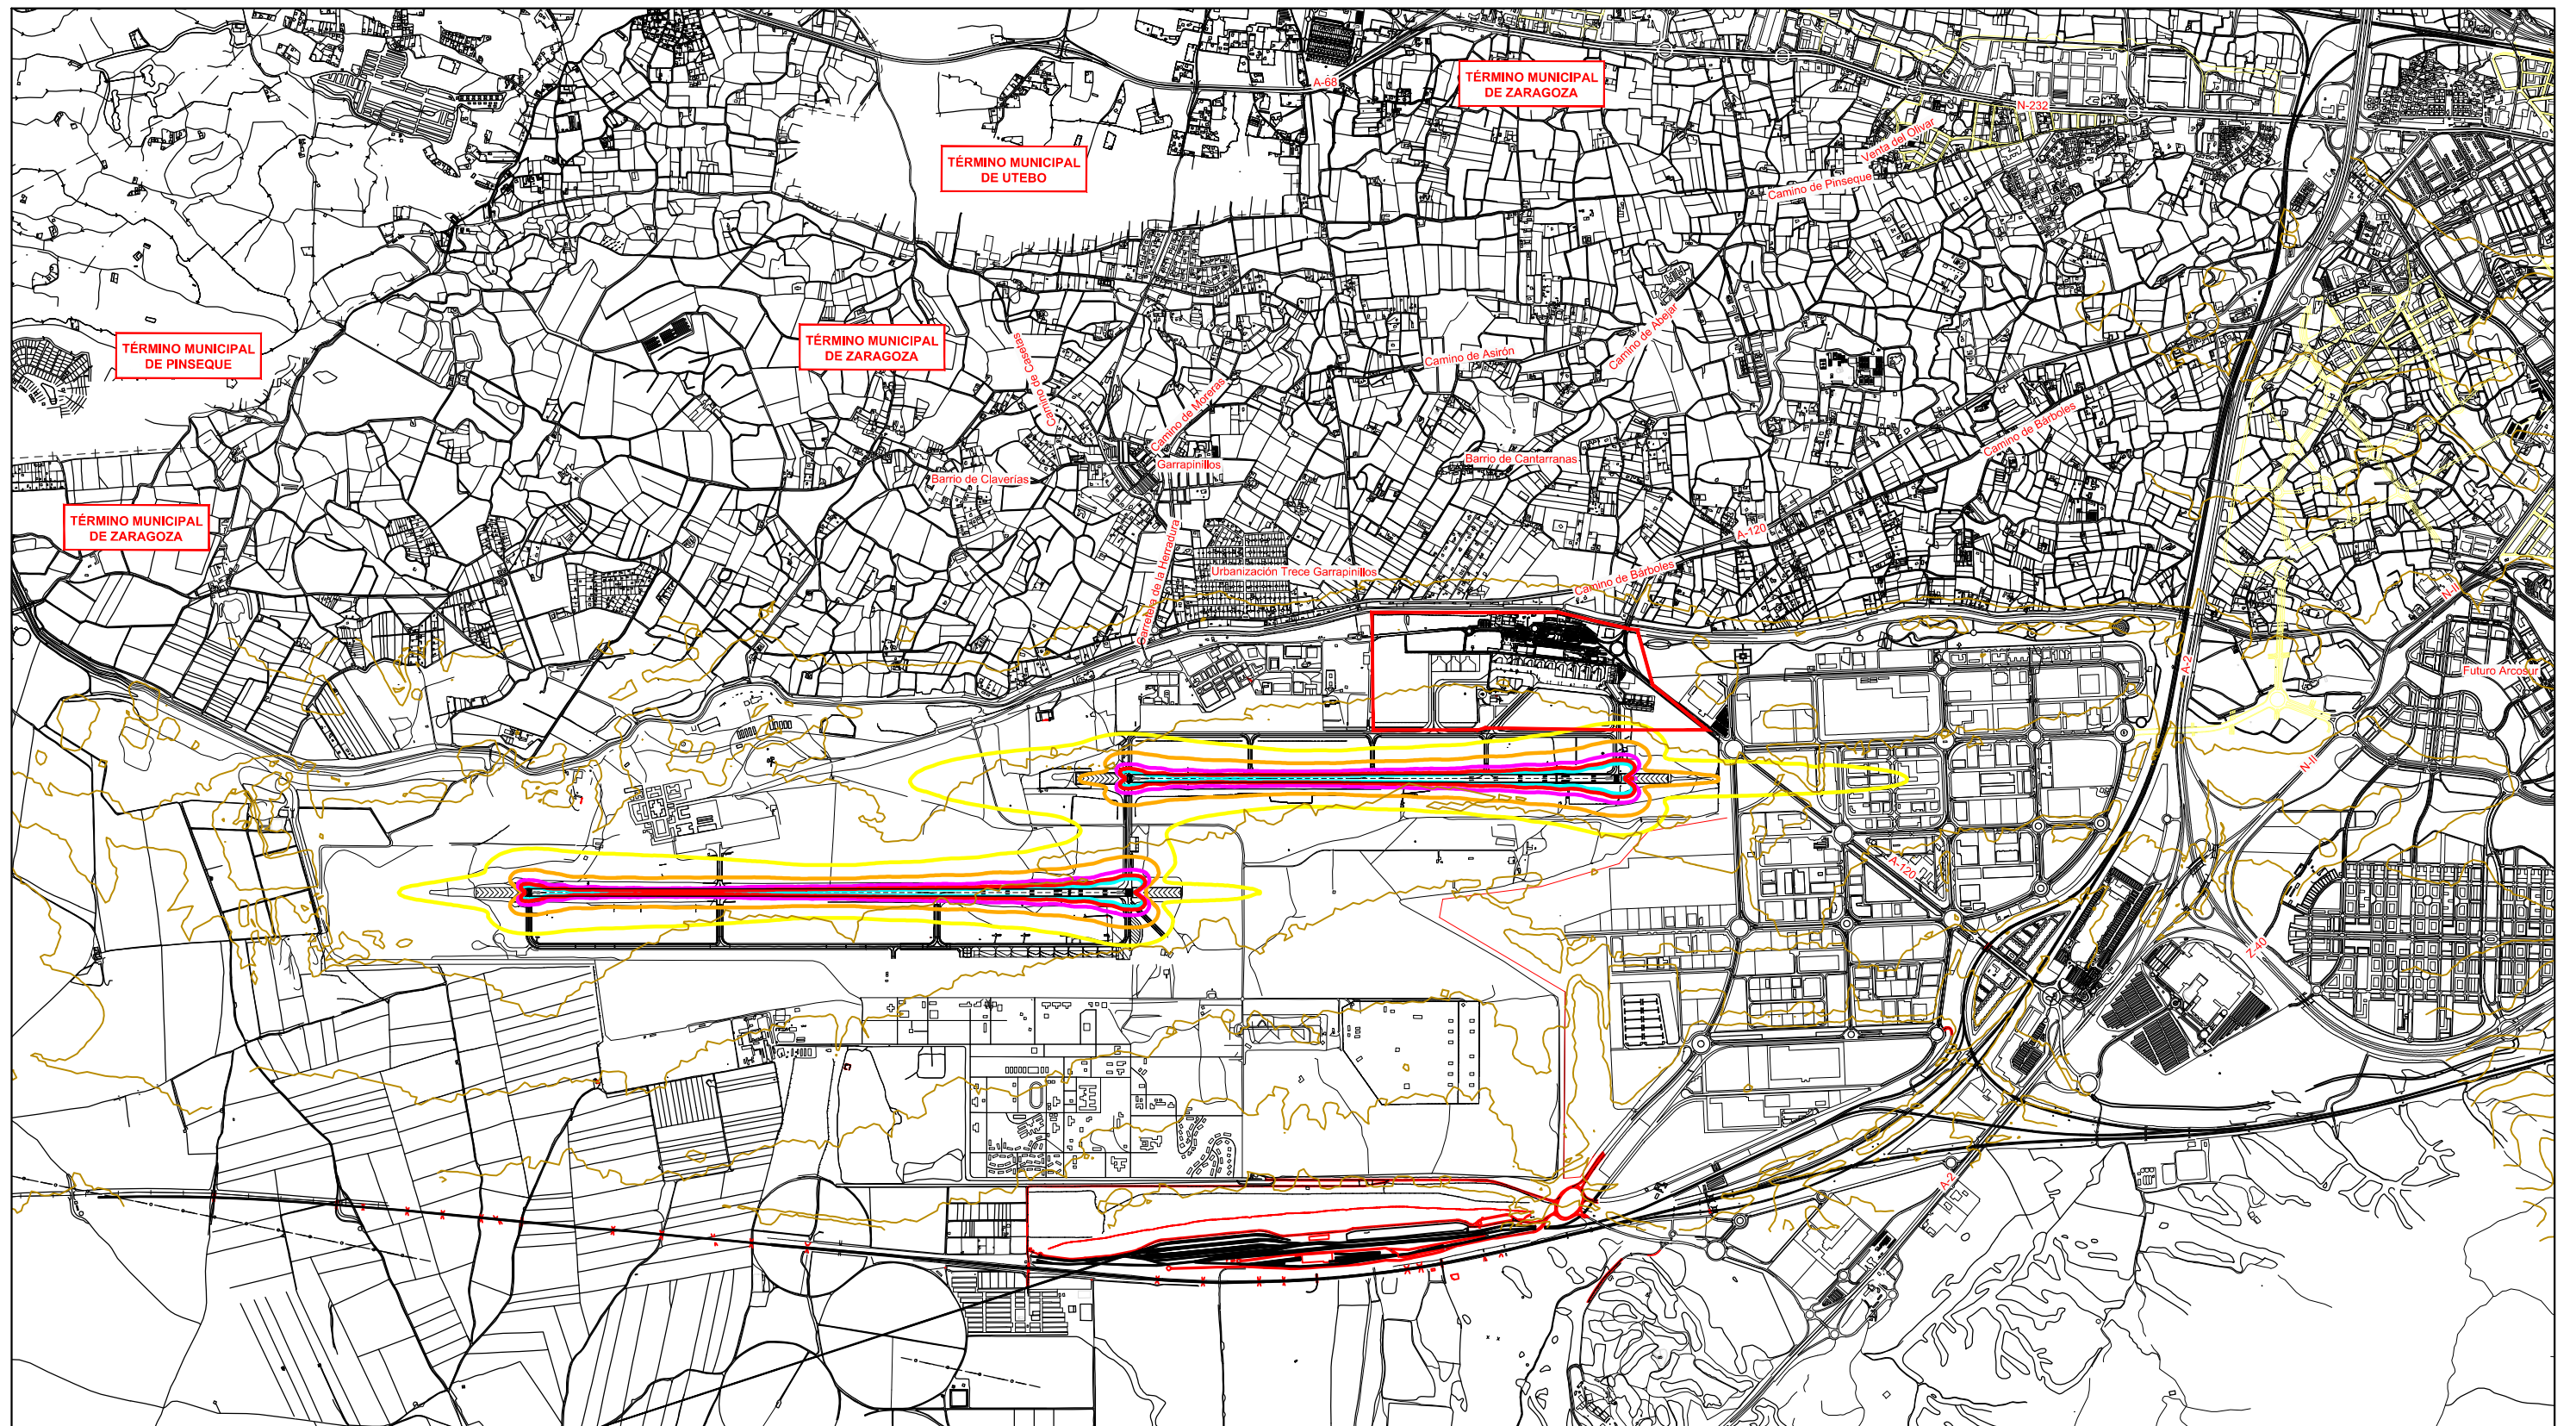 A-68
TÉRMINO MUNICIPAL
DE ZARAGOZA
N-232
Venta del Olivar
TÉRMINO MUNICIPAL
DE UTEBO
Camino de Pinseque
TÉRMINO MUNICIPAL
DE PINSEQUE
TÉRMINO MUNICIPAL
DE ZARAGOZA
Camino de Casetas
Camino de Moreras
Camino de Asirón
Camino de Abejar
Camino de Bárboles
Garrapinillos
Barrio de Cantarranas
Barrio de Claverías
TÉRMINO MUNICIPAL
DE ZARAGOZA
A-120
Carretera de la Herradura
Urbanización Trece Garrapinillos
Camino de Bárboles
N-II
A-2
Futuro Arcosur
N-II
A-120
Z-40
A-2